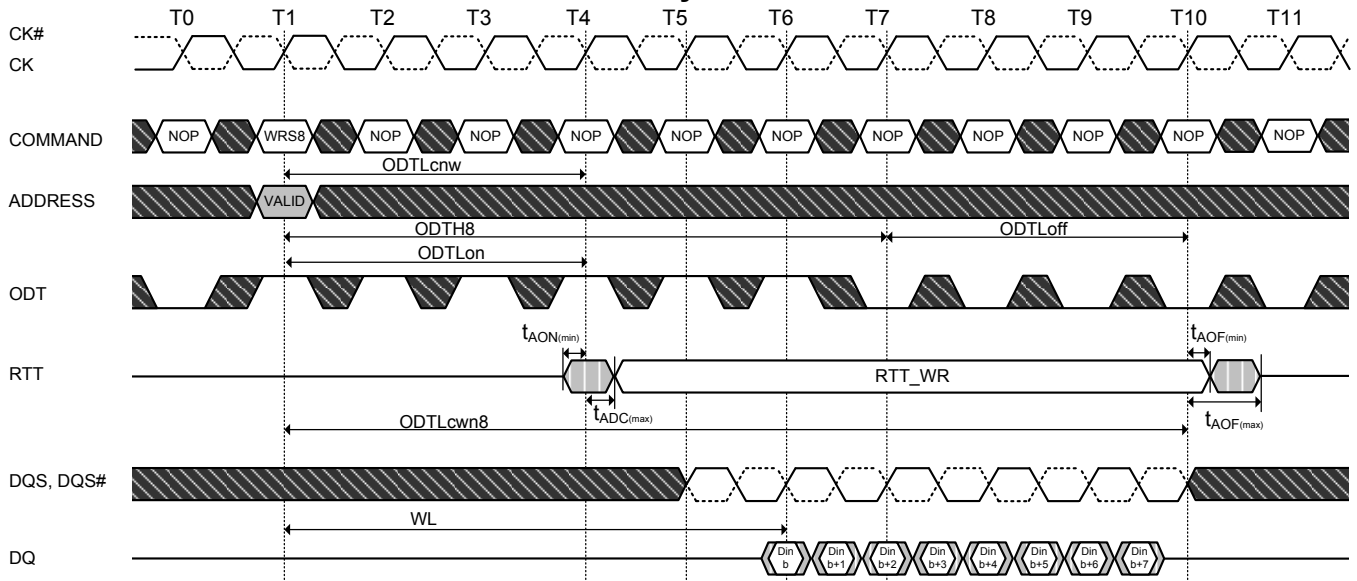 T0 T1 T2 T3 T4 T5 T6 T7 T8 T9 T10 T11
CK#
CK
COMMAND NOP WRS8 NOP NOP NOP NOP NOP NOP NOP NOP NOP NOP
ODTLcnw
ADDRESS VALID
ODTH8 ODTLoff
ODTLon
ODT
tAON(min) tAOF(min)
RTT RTT_WR
tADC(max) tAOF(max)
ODTLcwn8
DQS, DQS#
WL
DQ Din b Din b+1 Din b+2 Din b+3 Din b+4 Din b+5 Din b+6 Din b+7